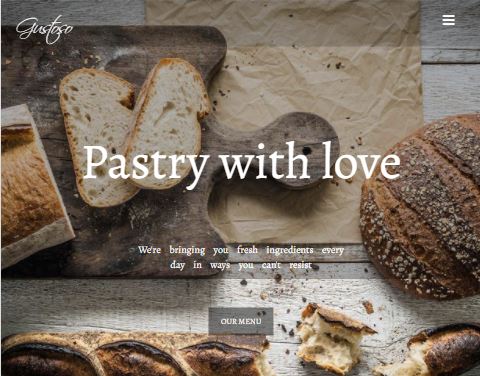 Gustoso
Pastry with love
We're bringing you fresh ingredients every
day in ways you can't resist
OUR MENU